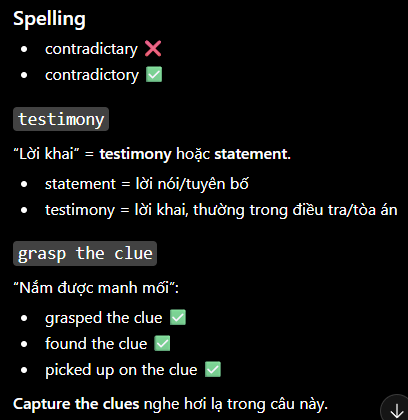 Spelling
• contradictary ❌
• contradictory ✅
testimony
“Lời khai” = testimony hoặc statement.
• statement = lời nói/tuyên bố
• testimony = lời khai, thường trong điều tra/tòa án
grasp the clue
“Nắm được manh mối”:
• grasped the clue ✅
• found the clue ✅
• picked up on the clue ✅
Capture the clues nghe hơi lạ trong câu này.